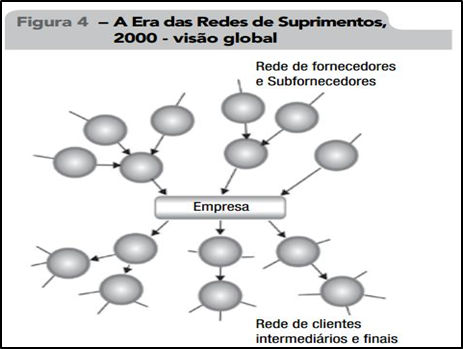 Figura 4 – A Era das Redes de Suprimentos,
2000 - visão global
Rede de fornecedores
e Subfornecedores
Empresa
Rede de clientes
intermediários e finais